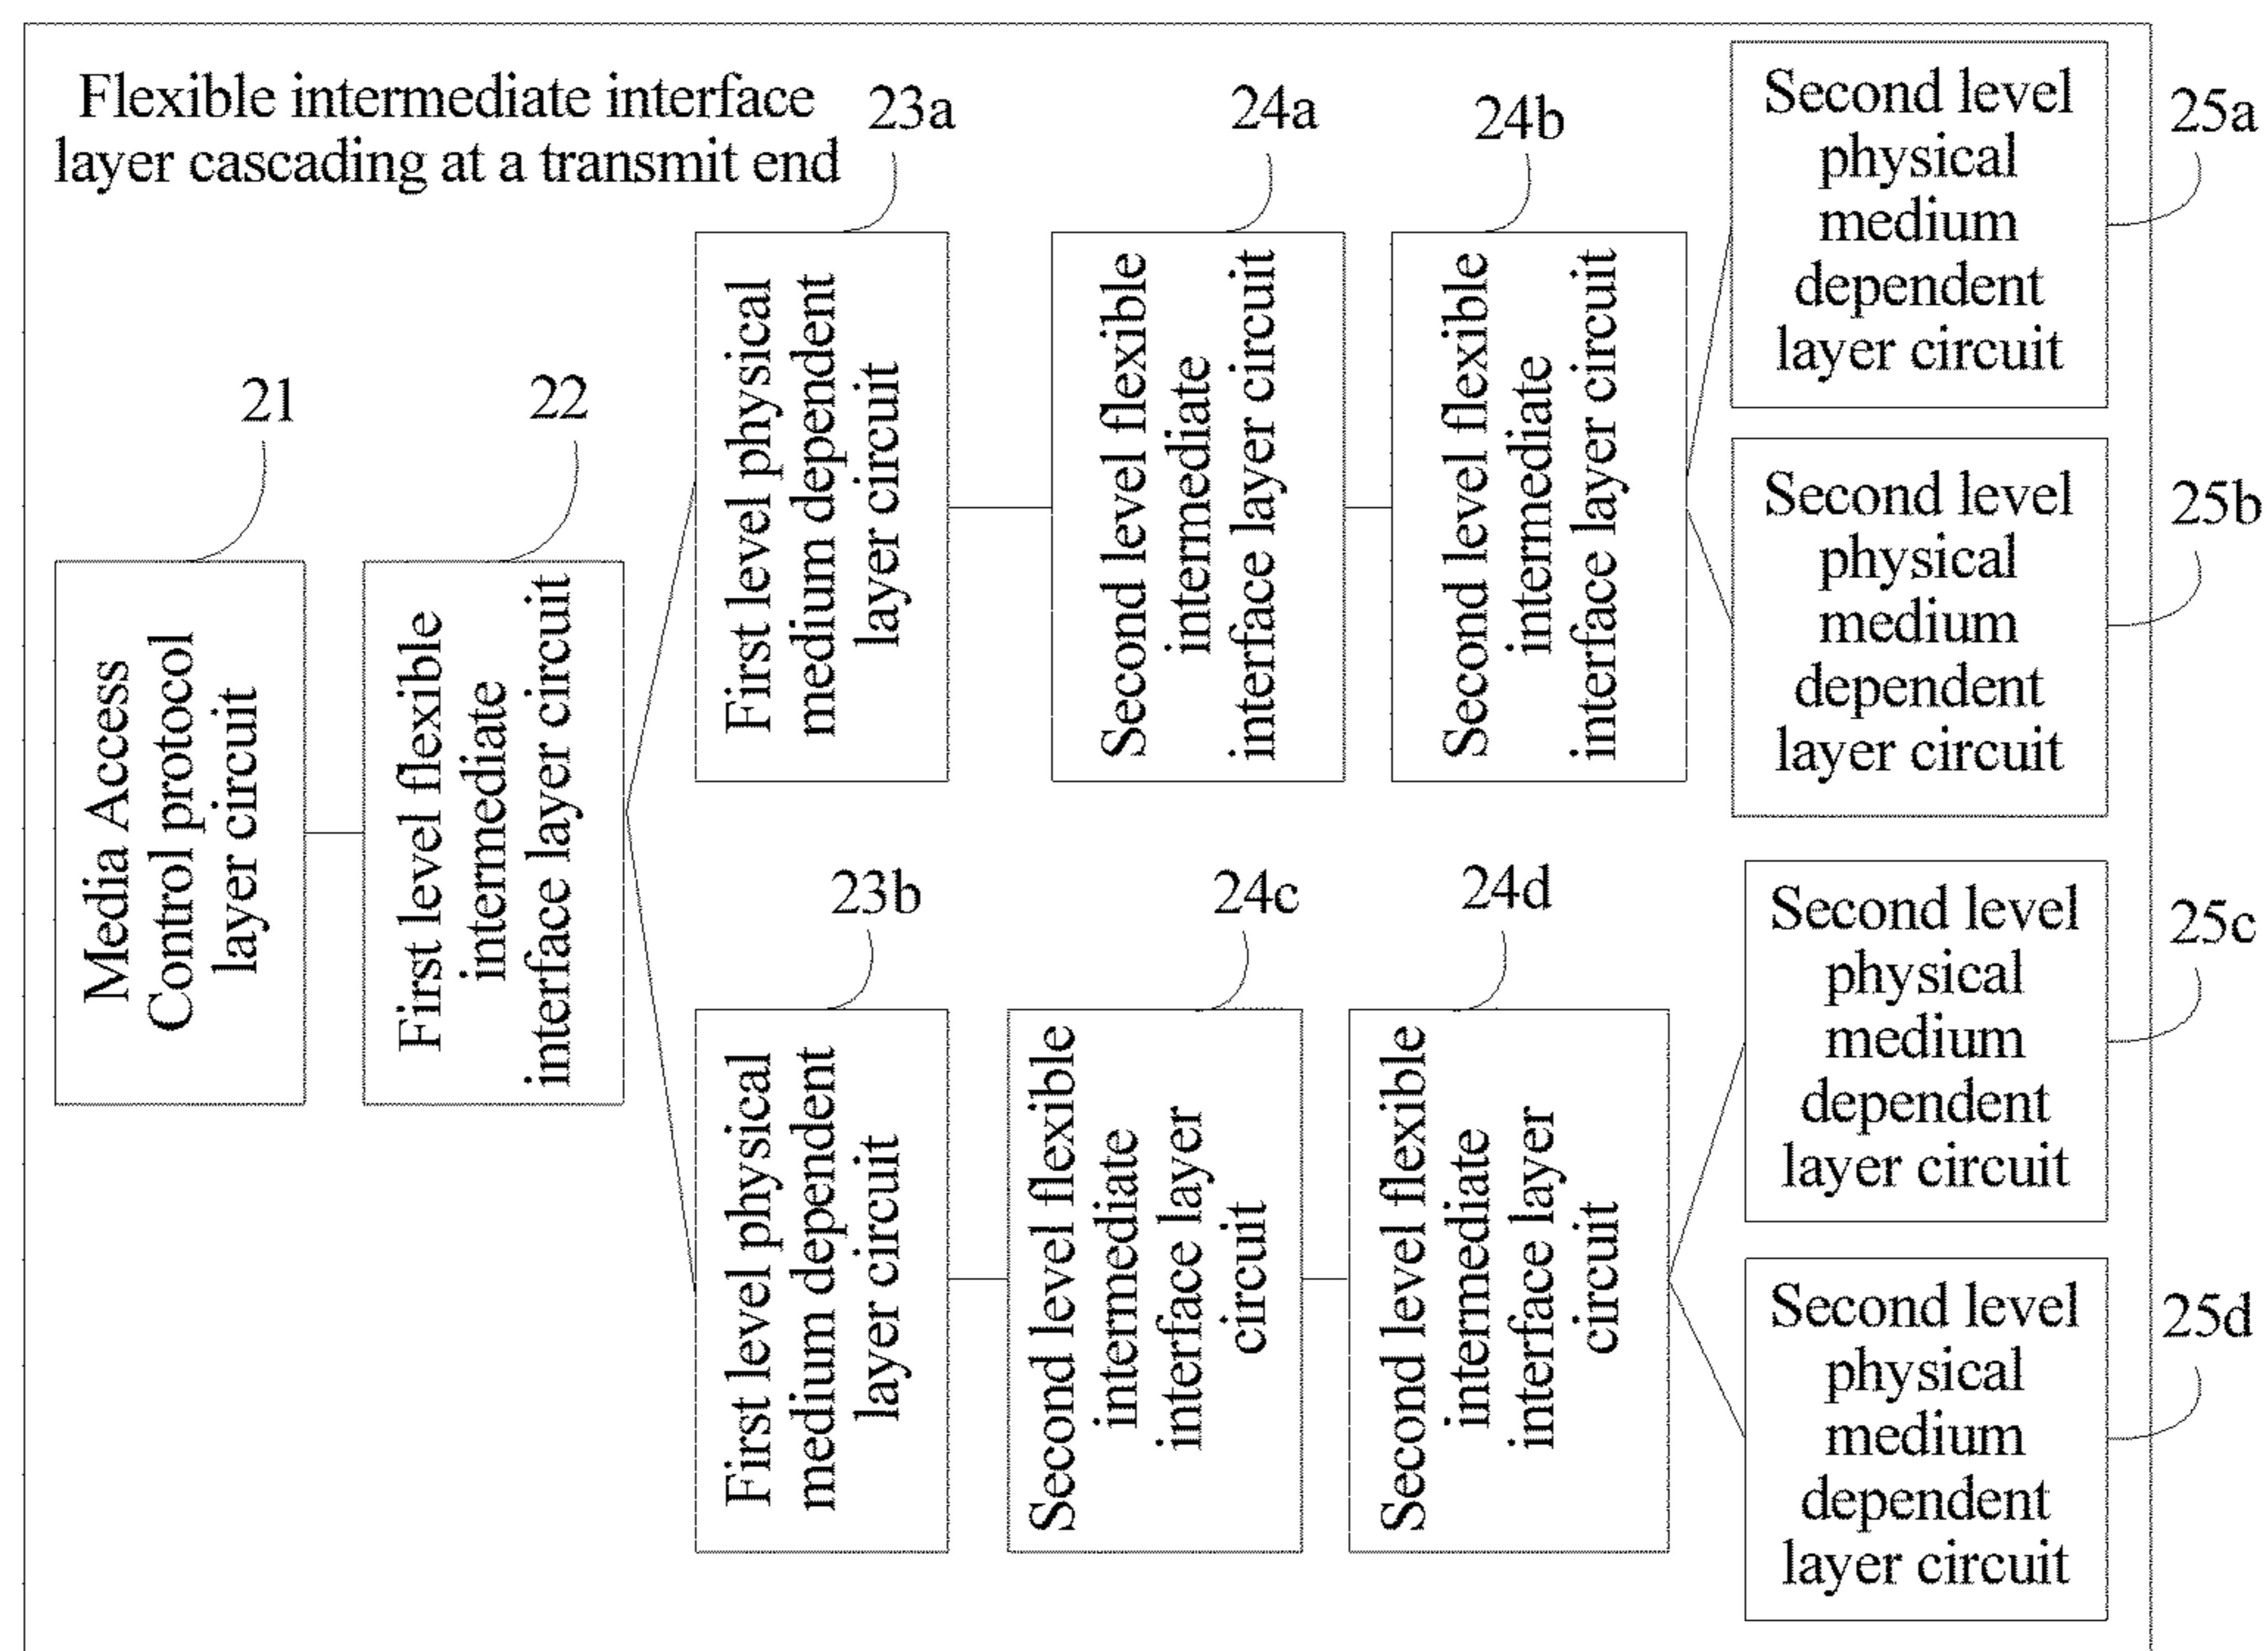 Flexible intermediate interface
layer cascading at a transmit end
21
Media Access
Control protocol
layer circuit
22
First level flexible
intermediate
interface layer circuit
23a
First level physical
medium dependent
layer circuit
24a
Second level flexible
intermediate
interface layer circuit
24b
Second level flexible
intermediate
interface layer circuit
Second level
physical
medium
dependent
layer circuit
25a
Second level
physical
medium
dependent
layer circuit
25b
23b
First level physical
medium dependent
layer circuit
24c
Second level flexible
intermediate
interface layer
circuit
24d
Second level flexible
intermediate
interface layer
circuit
Second level
physical
medium
dependent
layer circuit
25c
Second level
physical
medium
dependent
layer circuit
25d